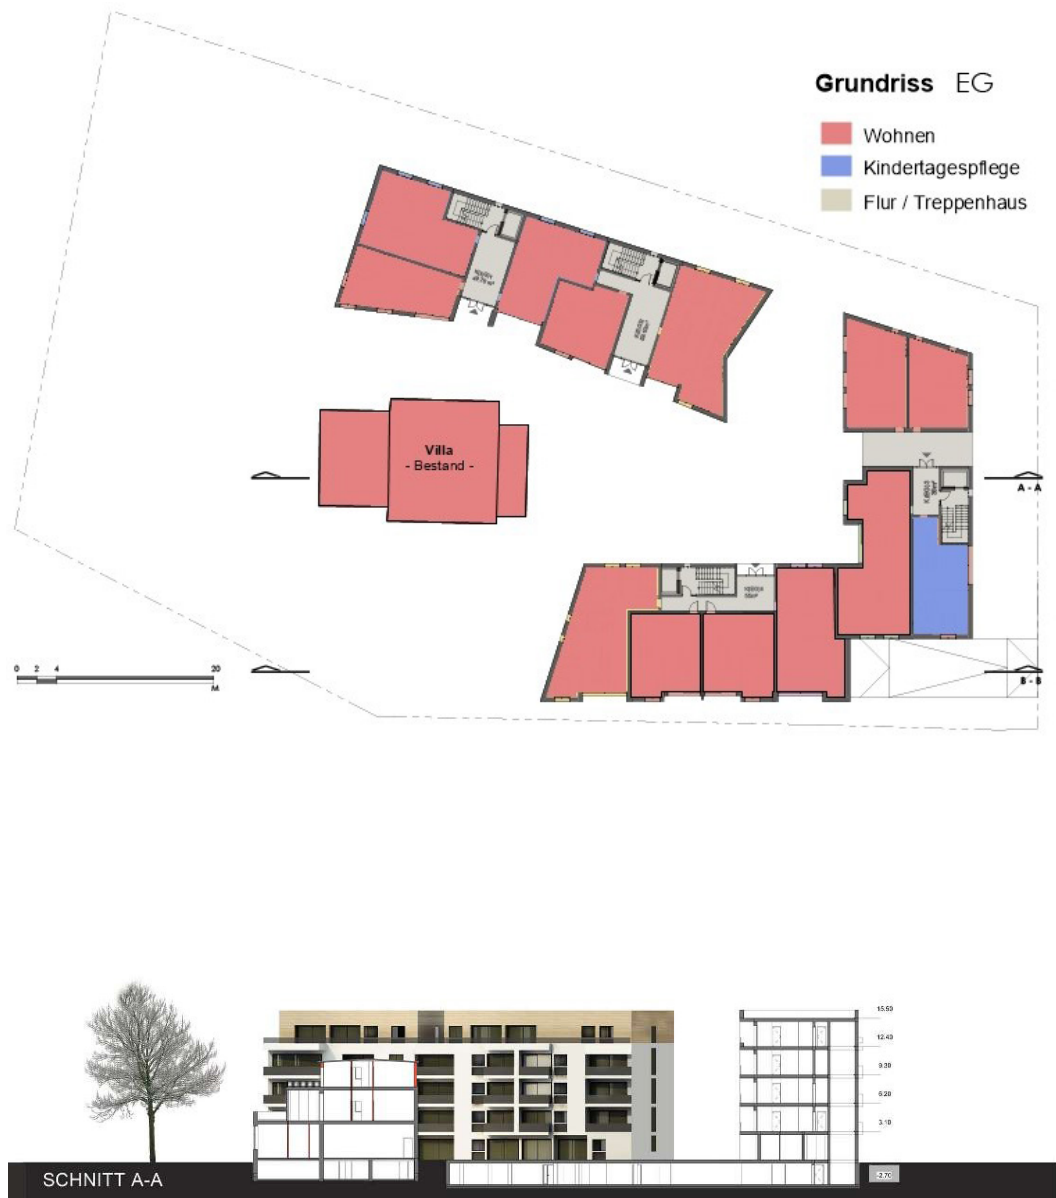 Grundriss EG
Wohnen
Kindertagespflege
Flur / Treppenhaus
Villa
- Bestand -
A - A
0 2 4 20
M
B - B
15.50
12.40
9.30
6.20
3.10
-2.70
SCHNITT A-A